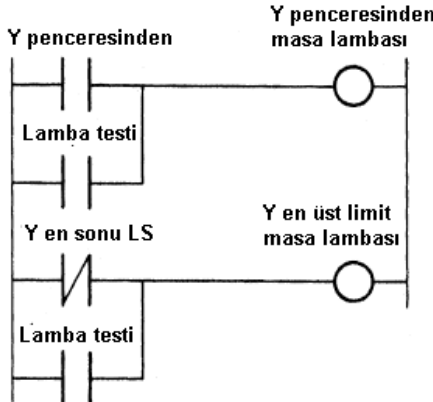 Y penceresinden
Y penceresinden
masa lambası
Lamba testi
Y en sonu LS
Y en üst limit
masa lambası
Lamba testi